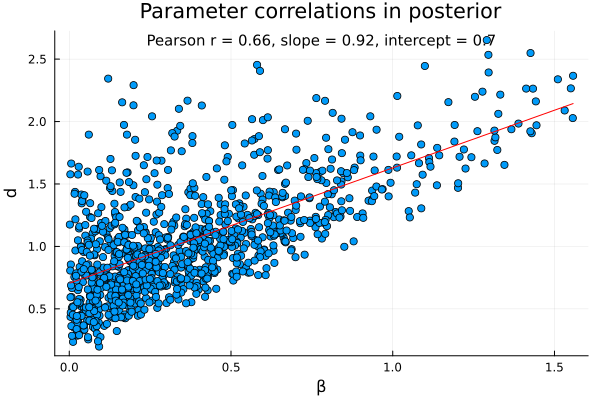 Parameter correlations in posterior
Pearson r = 0.66, slope = 0.92, intercept = 0.7
2.5
2.0
1.5
1.0
0.5
d
0.0
0.5
1.0
1.5
β